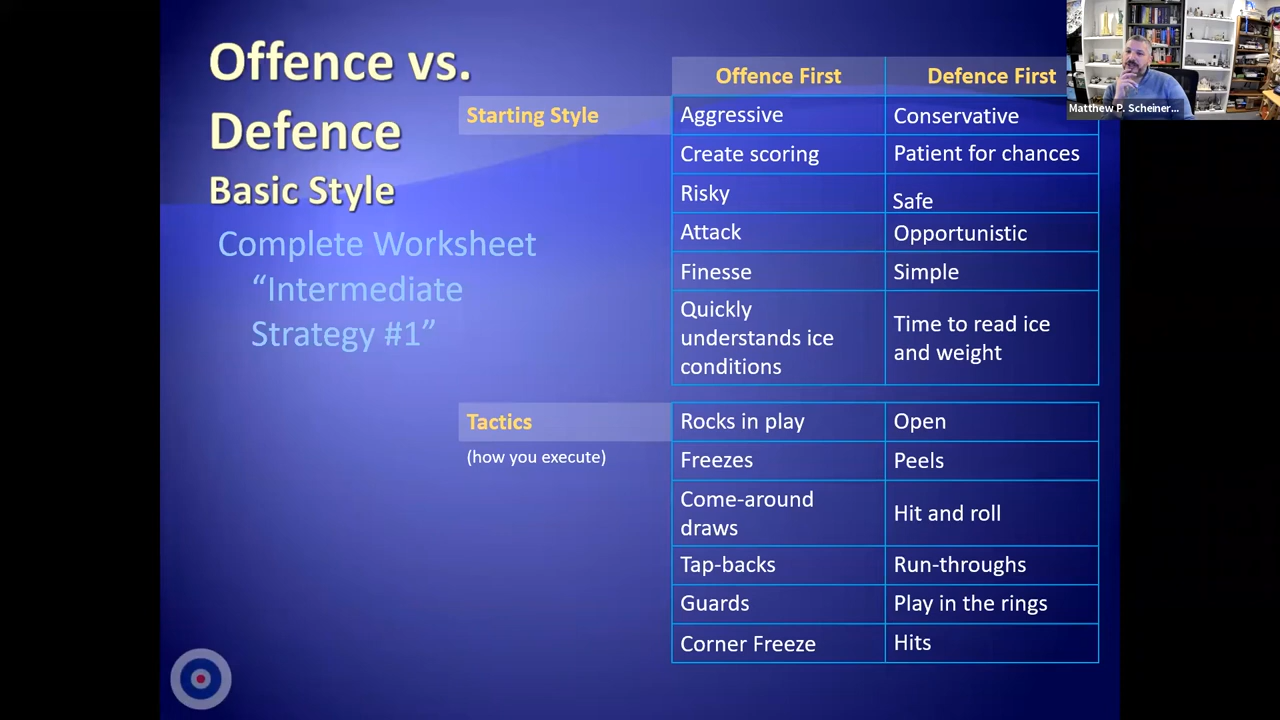 Offence vs.
Defence
Basic Style
Complete Worksheet
“Intermediate
Strategy #1”
Offence First
Defence First
Starting Style
Aggressive
Conservative
Create scoring
Patient for chances
Risky
Safe
Attack
Opportunistic
Finesse
Simple
Quickly
understands ice
conditions
Time to read ice
and weight
Tactics
(how you execute)
Rocks in play
Open
Freezes
Peels
Come-around
draws
Hit and roll
Tap-backs
Run-throughs
Guards
Play in the rings
Corner Freeze
Hits
Matthew P. Scheiner...